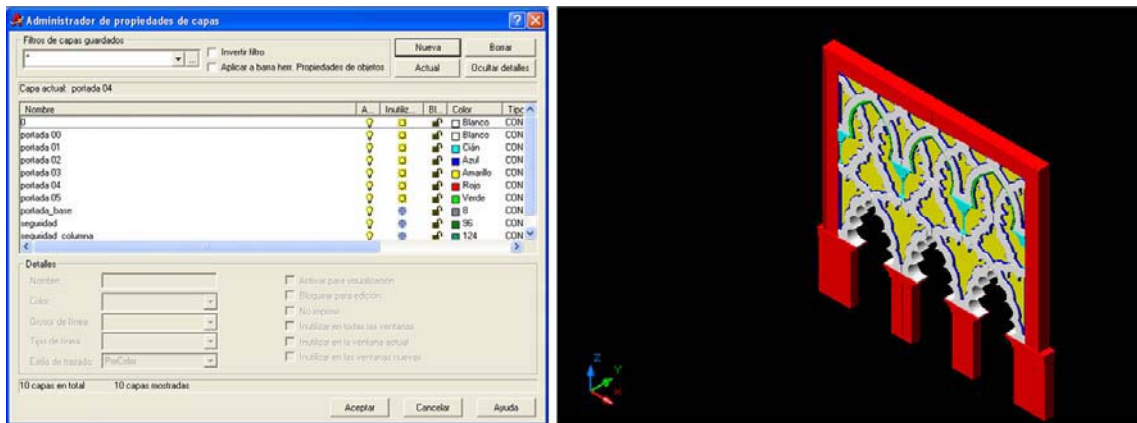 Administrador de propiedades de capas
Filtros de capas guardados
*
...
Invertir filtro
Aplicar a barra herr. Propiedades de objetos
Nueva Borrar
Actual Ocultar detalles
Capa actual: portada 04
Nombre A... Inutiliz... Bl... Color Tipc
0 Blanco CON
portada 00 Blanco CON
portada 01 Cián CON
portada 02 Azul CON
portada 03 Amarillo CON
portada 04 Rojo CON
portada 05 Verde CON
portada_base 8 CON
seguridad 96 CON
seguridad_columna 124 CON
Detalles
Nombre:
Color:
Grosor de línea:
Tipo de línea:
Estilo de trazado: PorColor
Activar para visualización
Bloquear para edición
No imprimir
Inutilizar en todas las ventanas
Inutilizar en la ventana actual
Inutilizar en las ventanas nuevas
10 capas en total 10 capas mostradas
Aceptar Cancelar Ayuda
Z
Y
X